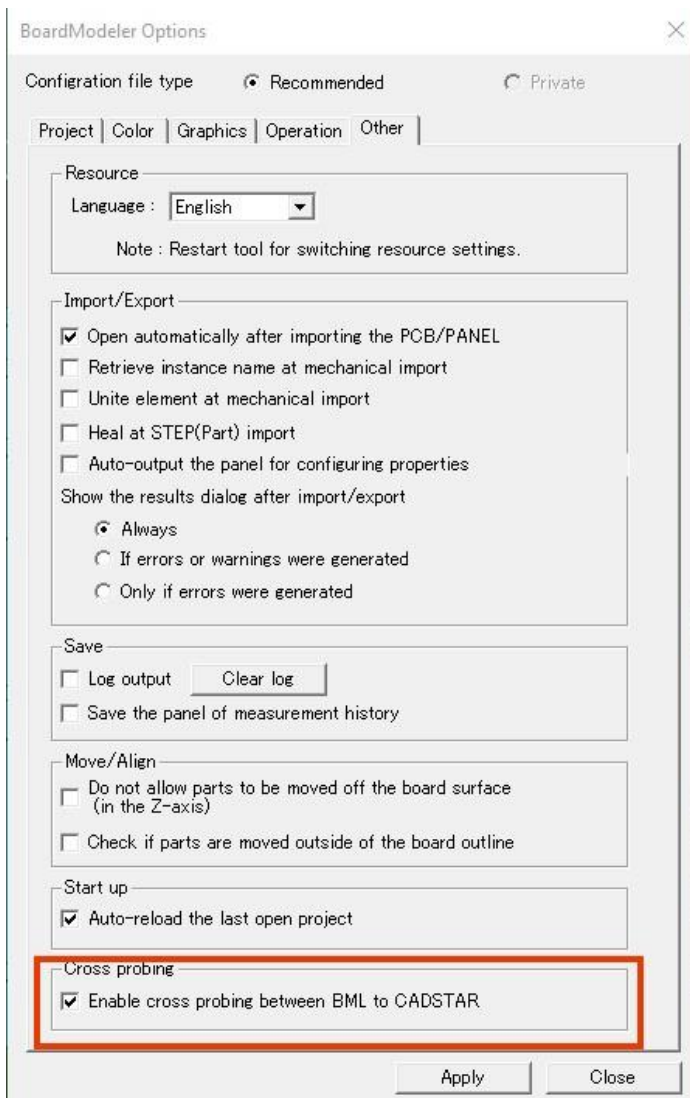 BoardModeler Options
Configration file type Recommended Private
Project Color Graphics Operation Other
Resource
Language : English
Note : Restart tool for switching resource settings.
Import/Export
Open automatically after importing the PCB/PANEL
Retrieve instance name at mechanical import
Unite element at mechanical import
Heal at STEP(Part) import
Auto-output the panel for configuring properties
Show the results dialog after import/export
Always
If errors or warnings were generated
Only if errors were generated
Save
Log output Clear log
Save the panel of measurement history
Move/Align
Do not allow parts to be moved off the board surface
(in the Z-axis)
Check if parts are moved outside of the board outline
Start up
Auto-reload the last open project
Cross probing
Enable cross probing between BML to CADSTAR
Apply Close